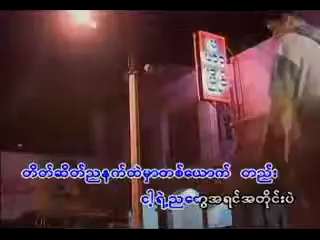 တိတ်ဆိတ်ညနက်ထဲမှာတစ်ယောက် တည်း
ငါ့ရဲ့ညတွေအရင်အတိုင်းပဲ